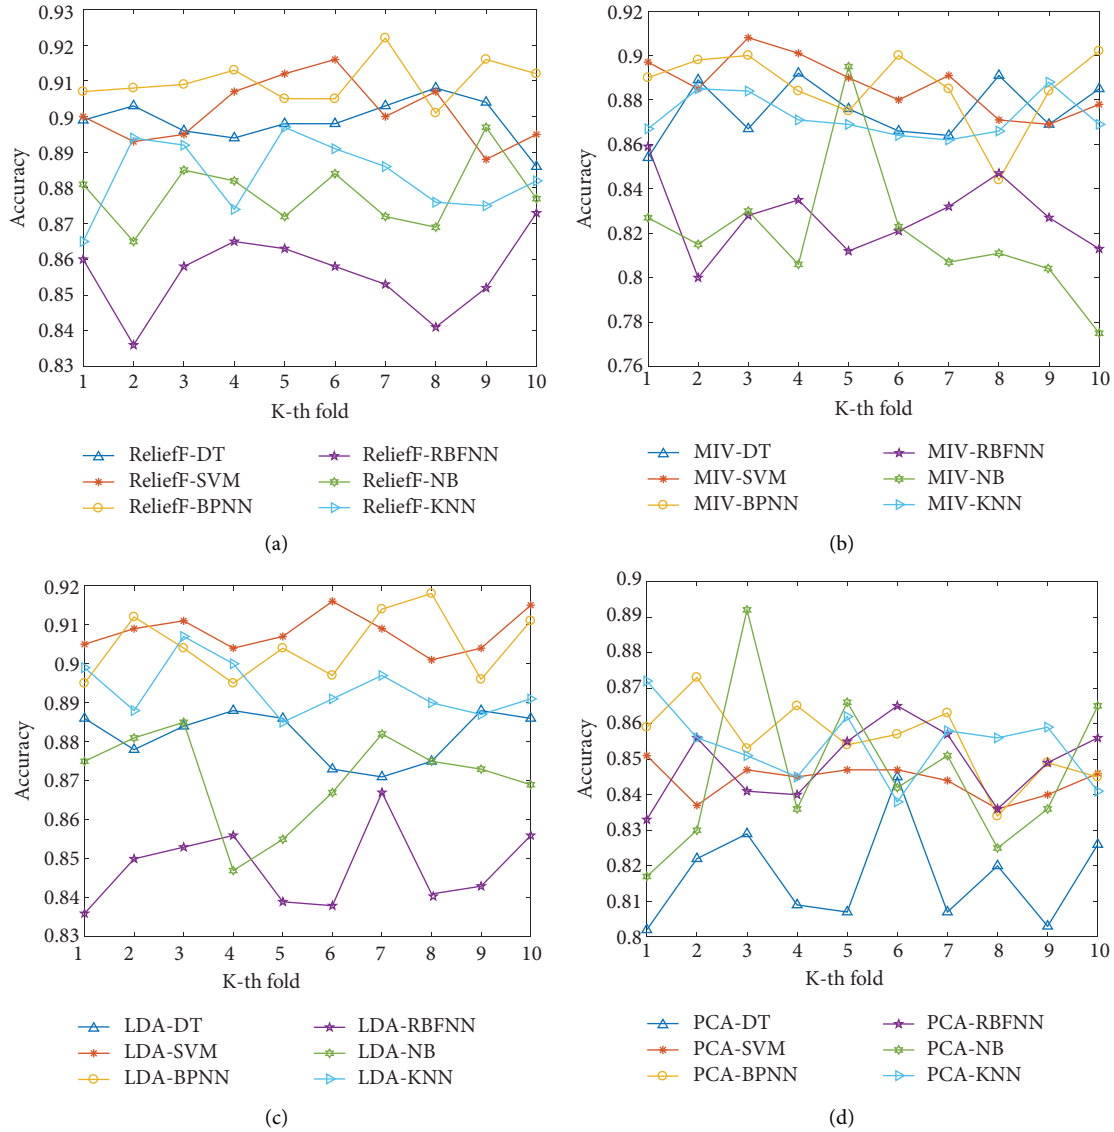 0.93
0.92
0.91
0.9
0.89
0.88
0.87
0.86
0.85
0.84
0.83
Accuracy
1 2 3 4 5 6 7 8 9 10
K-th fold
ReliefF-DT
ReliefF-SVM
ReliefF-BPNN
ReliefF-RBFNN
ReliefF-NB
ReliefF-KNN
(a)
0.92
0.9
0.88
0.86
0.84
0.82
0.8
0.78
0.76
Accuracy
1 2 3 4 5 6 7 8 9 10
K-th fold
MIV-DT
MIV-SVM
MIV-BPNN
MIV-RBFNN
MIV-NB
MIV-KNN
(b)
0.92
0.91
0.9
0.89
0.88
0.87
0.86
0.85
0.84
0.83
Accuracy
1 2 3 4 5 6 7 8 9 10
K-th fold
LDA-DT
LDA-SVM
LDA-BPNN
LDA-RBFNN
LDA-NB
LDA-KNN
(c)
0.9
0.89
0.88
0.87
0.86
0.85
0.84
0.83
0.82
0.81
0.8
Accuracy
1 2 3 4 5 6 7 8 9 10
K-th fold
PCA-DT
PCA-SVM
PCA-BPNN
PCA-RBFNN
PCA-NB
PCA-KNN
(d)